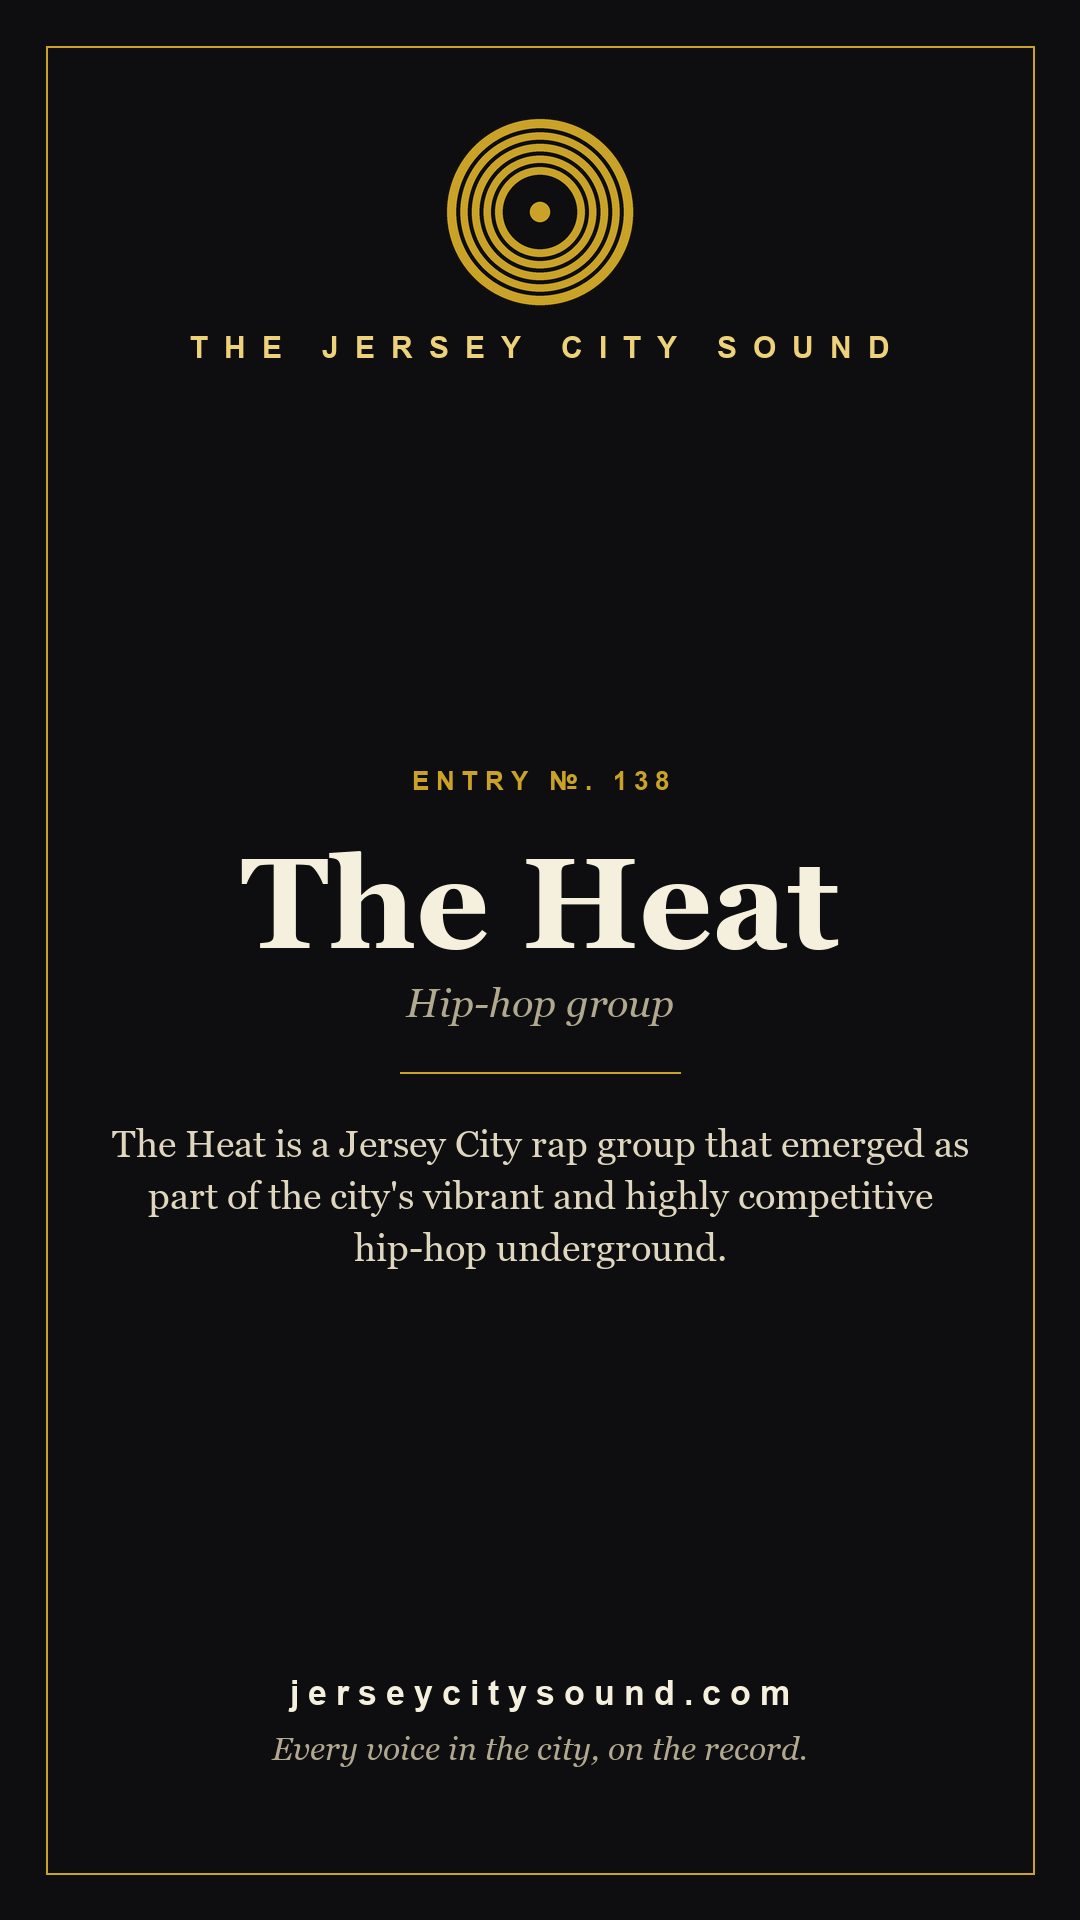 THE JERSEY CITY SOUND
ENTRY №. 138
The Heat
Hip-hop group
The Heat is a Jersey City rap group that emerged as
part of the city's vibrant and highly competitive
hip-hop underground.
jerseycitysound.com
Every voice in the city, on the record.